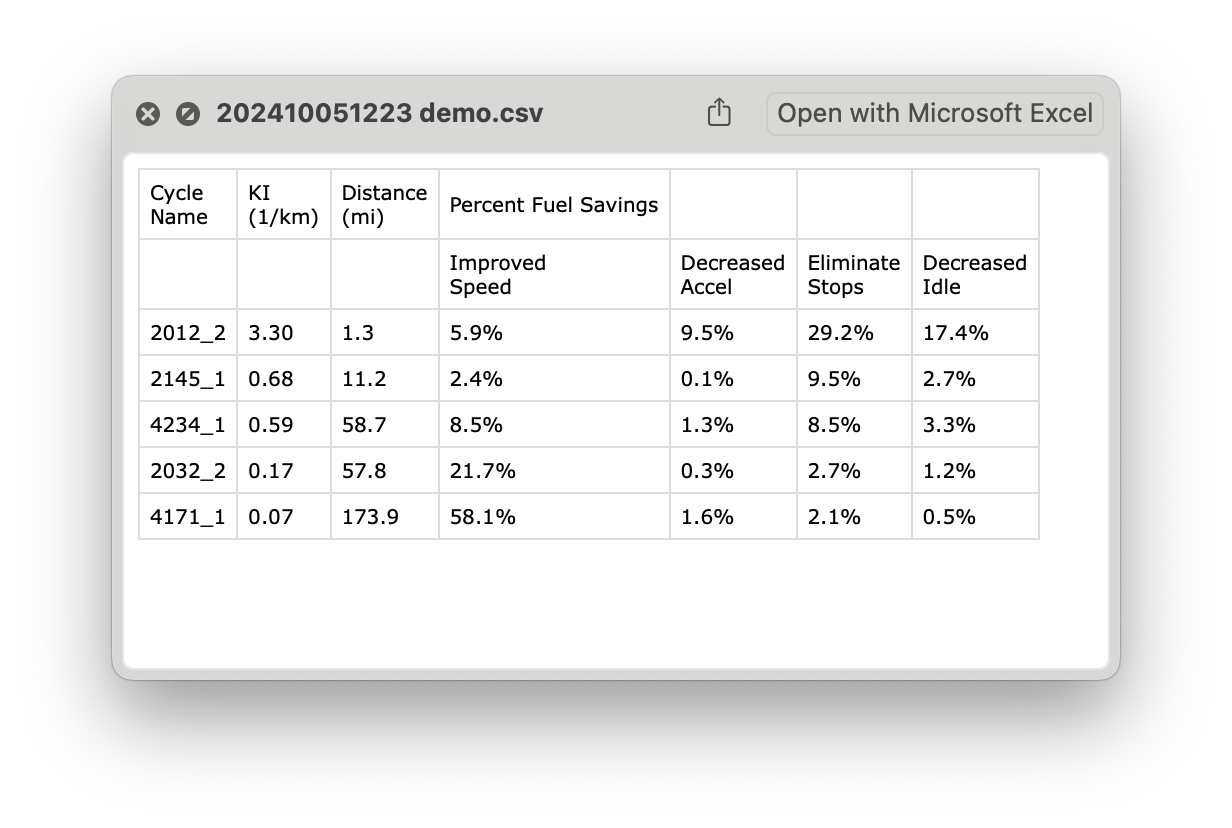 202410051223 demo.csv Open with Microsoft Excel
Cycle Name KI (1/km) Distance (mi) Percent Fuel Savings
Improved Speed Decreased Accel Eliminate Stops Decreased Idle
2012_2 3.30 1.3 5.9% 9.5% 29.2% 17.4%
2145_1 0.68 11.2 2.4% 0.1% 9.5% 2.7%
4234_1 0.59 58.7 8.5% 1.3% 8.5% 3.3%
2032_2 0.17 57.8 21.7% 0.3% 2.7% 1.2%
4171_1 0.07 173.9 58.1% 1.6% 2.1% 0.5%